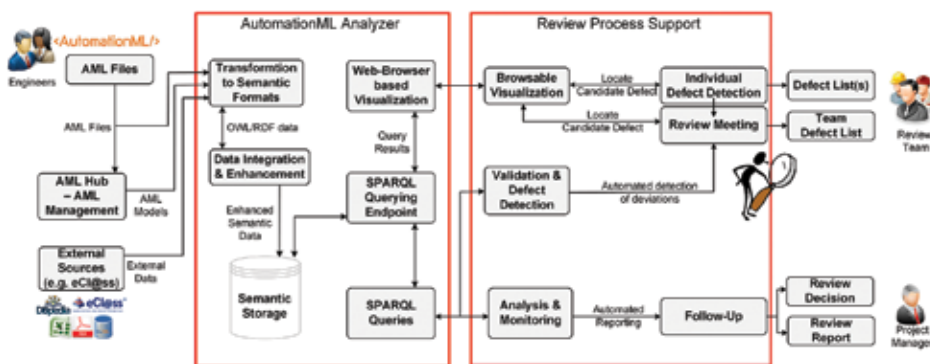 AutomationML Analyzer
Review Process Support
<AutomationML/>
Engineers
AML Files
AML Files
AML Hub
– AML
Management
AML
Models
External
Sources
(e.g. eCl@ss)
External
Data
DBpedia
eCl@ss
Transformtion
to Semantic
Formats
OWL/RDF data
Data Integration
& Enhancement
Enhanced
Semantic
Data
Semantic
Storage
Web-Browser
based
Visualization
Query
Results
SPARQL
Querying
Endpoint
SPARQL
Queries
Browsable
Visualization
Locate
Candidate Defect
Locate
Candidate Defect
Individual
Defect Detection
Review Meeting
Validation &
Defect
Detection
Automated detection
of deviations
Analysis &
Monitoring
Automated
Reporting
Follow-Up
Defect List(s)
Team
Defect List
Review
Team
Review
Decision
Review
Report
Project
Manager